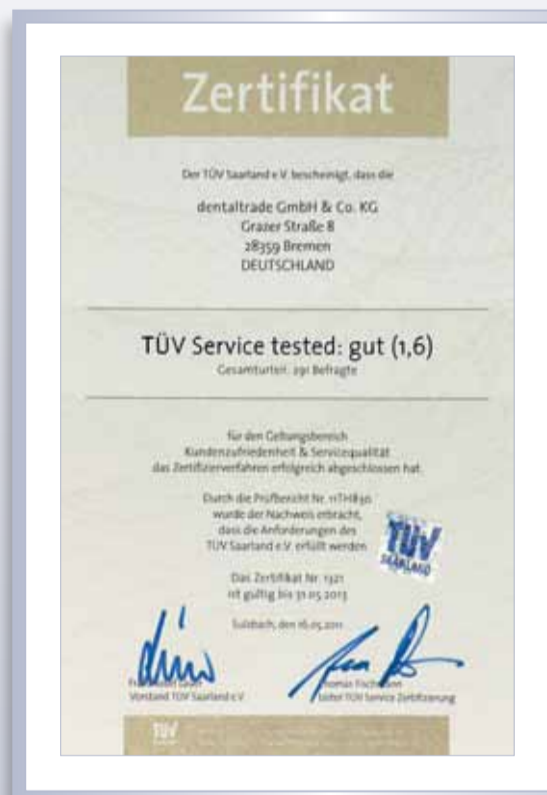 Zertifikat
Der TÜV Saarland e.V. bescheinigt, dass die
dentaltrade GmbH & Co. KG
Grazer Straße 8
28359 Bremen
DEUTSCHLAND
TÜV Service tested: gut (1,6)
Gesamturteil: 291 Befragte
für den Geltungsbereich
Kundenzufriedenheit & Servicequalität
das Zertifizierverfahren erfolgreich abgeschlossen hat.
Durch die Prüfbericht Nr.
wurde der Nachweis erbracht,
dass die Anforderungen des
TÜV Saarland e.V. erfüllt werden
TÜV
SAARLAND
Das Zertifikat Nr. 1321
ist gültig bis 31.05.2013
Sulzbach, den 16.05.2011
Thomas
Vorstand TÜV Saarland e.V.
Leiter TÜV Service Zertifizierung
TÜV